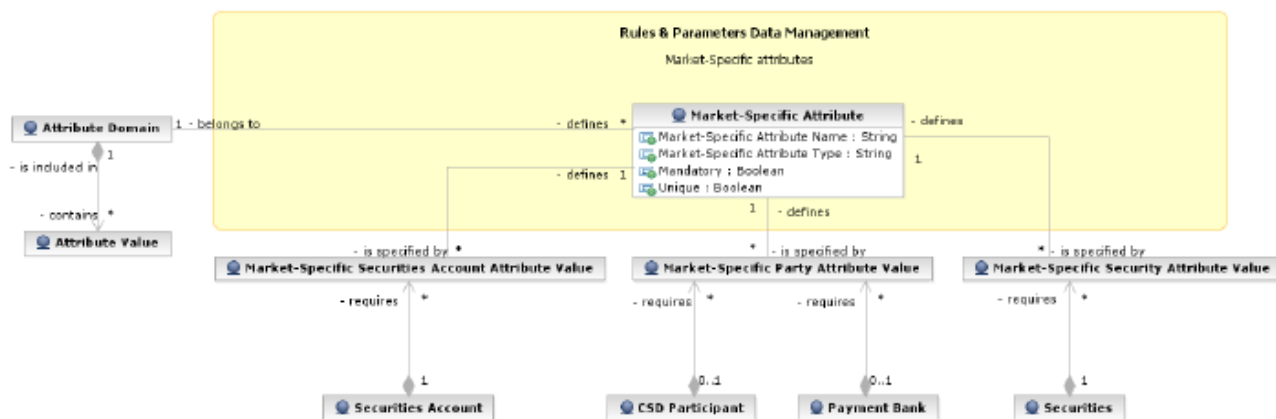 Rules & Parameters Data Management
Market-Specific attributes
Attribute Domain
1 - belongs to
- defines *
Market-Specific Attribute
- defines
Market-Specific Attribute Name : String
Market-Specific Attribute Type : String
Mandatory : Boolean
Unique : Boolean
1
- is included in
- defines 1
1
1 - defines
- contains *
Attribute Value
- is specified by *
* - is specified by
* - is specified by
Market-Specific Securities Account Attribute Value
Market-Specific Party Attribute Value
Market-Specific Security Attribute Value
- requires *
- requires *
- requires *
- requires *
1
0..1
0..1
1
Securities Account
CSD Participant
Payment Bank
Securities